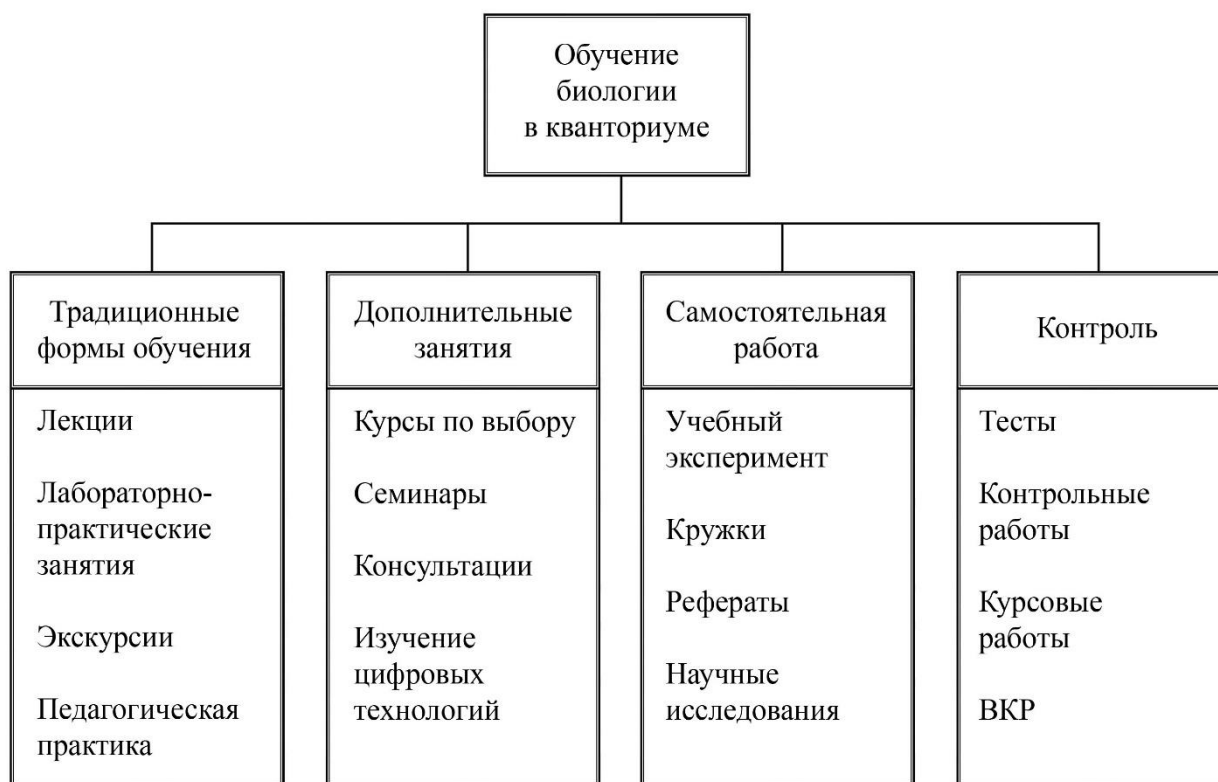 Обучение
биологии
в кванториуме
Традиционные
формы обучения
Лекции
Лабораторно-
практические
занятия
Экскурсии
Педагогическая
практика
Дополнительные
занятия
Курсы по выбору
Семинары
Консультации
Изучение
цифровых
технологий
Самостоятельная
работа
Учебный
эксперимент
Кружки
Рефераты
Научные
исследования
Контроль
Тесты
Контрольные
работы
Курсовые
работы
ВКР